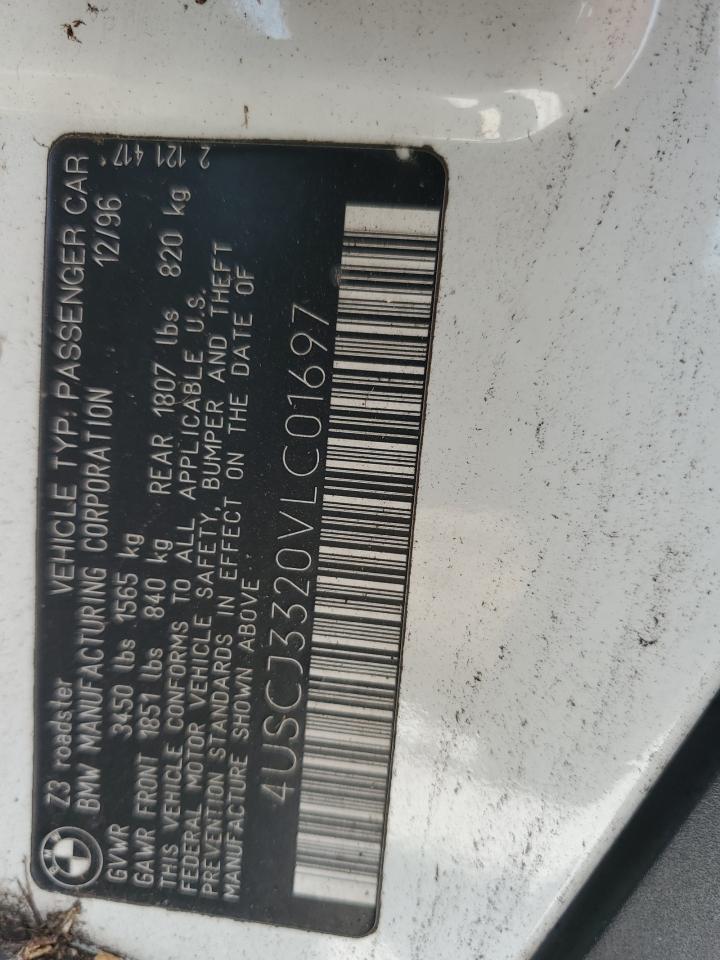 Z3 roadster VEHICLE TYP: PASSENGER CAR
BMW MANUFACTURING CORPORATION 12/96
GVWR 3450 lbs 1565 kg
GAWR FRONT 1851 lbs 840 kg REAR 1807 lbs 820 kg
THIS VEHICLE CONFORMS TO ALL APPLICABLE U.S.
FEDERAL MOTOR VEHICLE SAFETY, BUMPER AND THEFT
PREVENTION STANDARDS IN EFFECT ON THE DATE OF
MANUFACTURE SHOWN ABOVE
4USCJ3320VLC01697
2 121 417